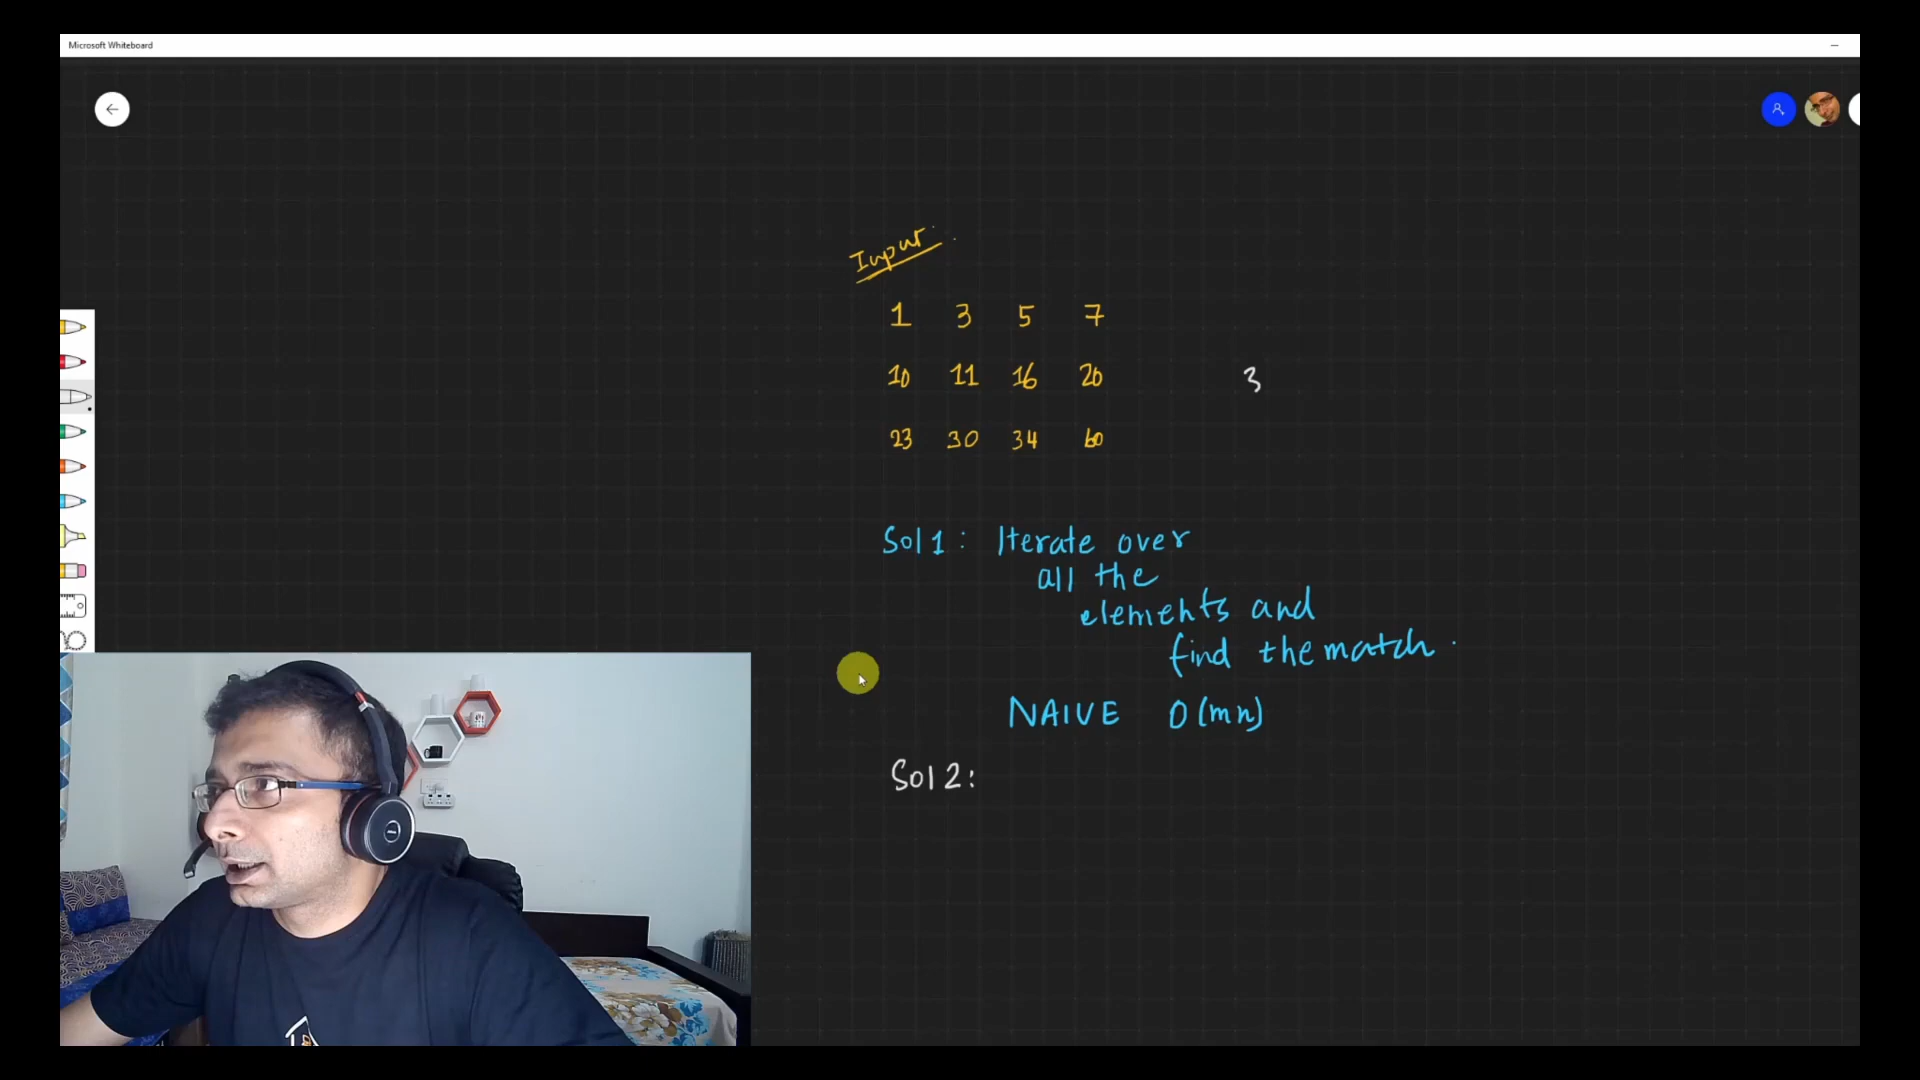 Microsoft Whiteboard
Input:
1 3 5 7
10 11 16 20
3
23 30 34 60
Sol 1: Iterate over
all the
elements and
find the match.
NAIVE O(mn)
Sol 2: